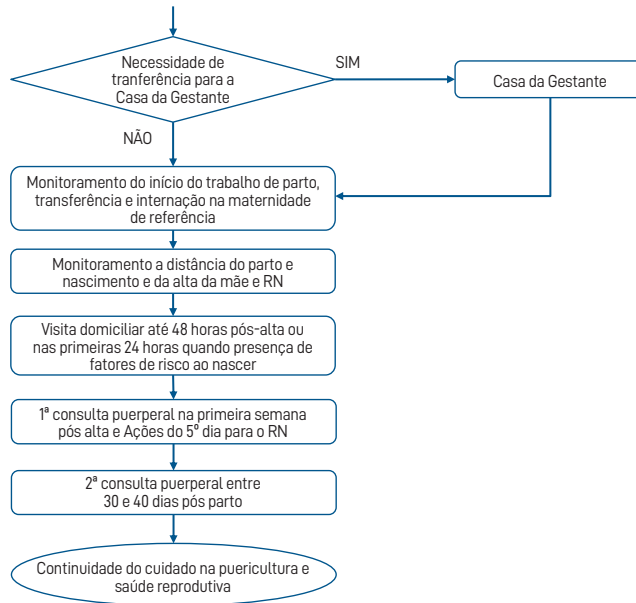 Necessidade de
tranferência para a
Casa da Gestante
SIM
Casa da Gestante
NÃO
Monitoramento do início do trabalho de parto,
transferência e internação na maternidade
de referência
Monitoramento a distância do parto e
nascimento e da alta da mãe e RN
Visita domiciliar até 48 horas pós-alta ou
nas primeiras 24 horas quando presença de
fatores de risco ao nascer
1ª consulta puerperal na primeira semana
pós alta e Ações do 5º dia para o RN
2ª consulta puerperal entre
30 e 40 dias pós parto
Continuidade do cuidado na puericultura e
saúde reprodutiva